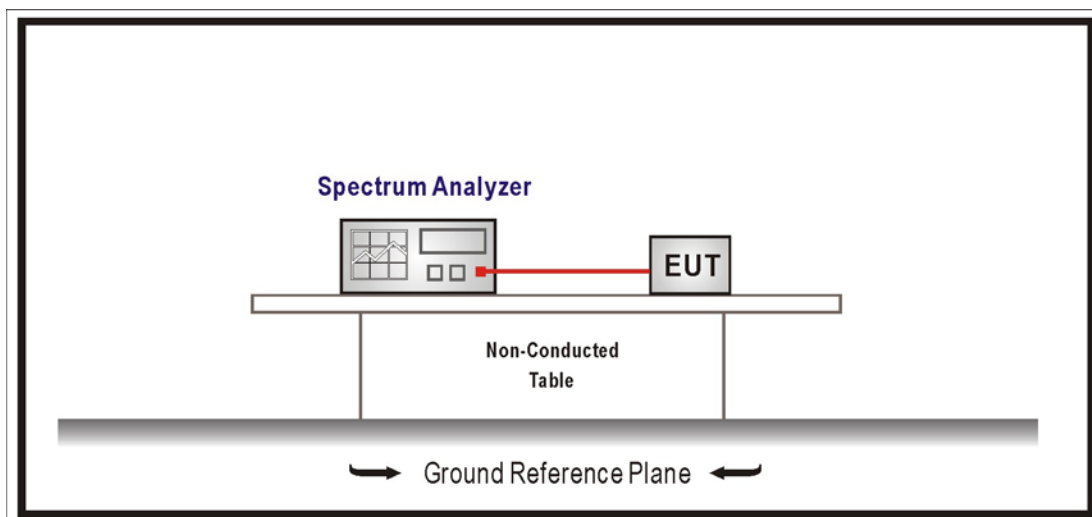 Spectrum Analyzer
EUT
Non-Conducted
Table
Ground Reference Plane